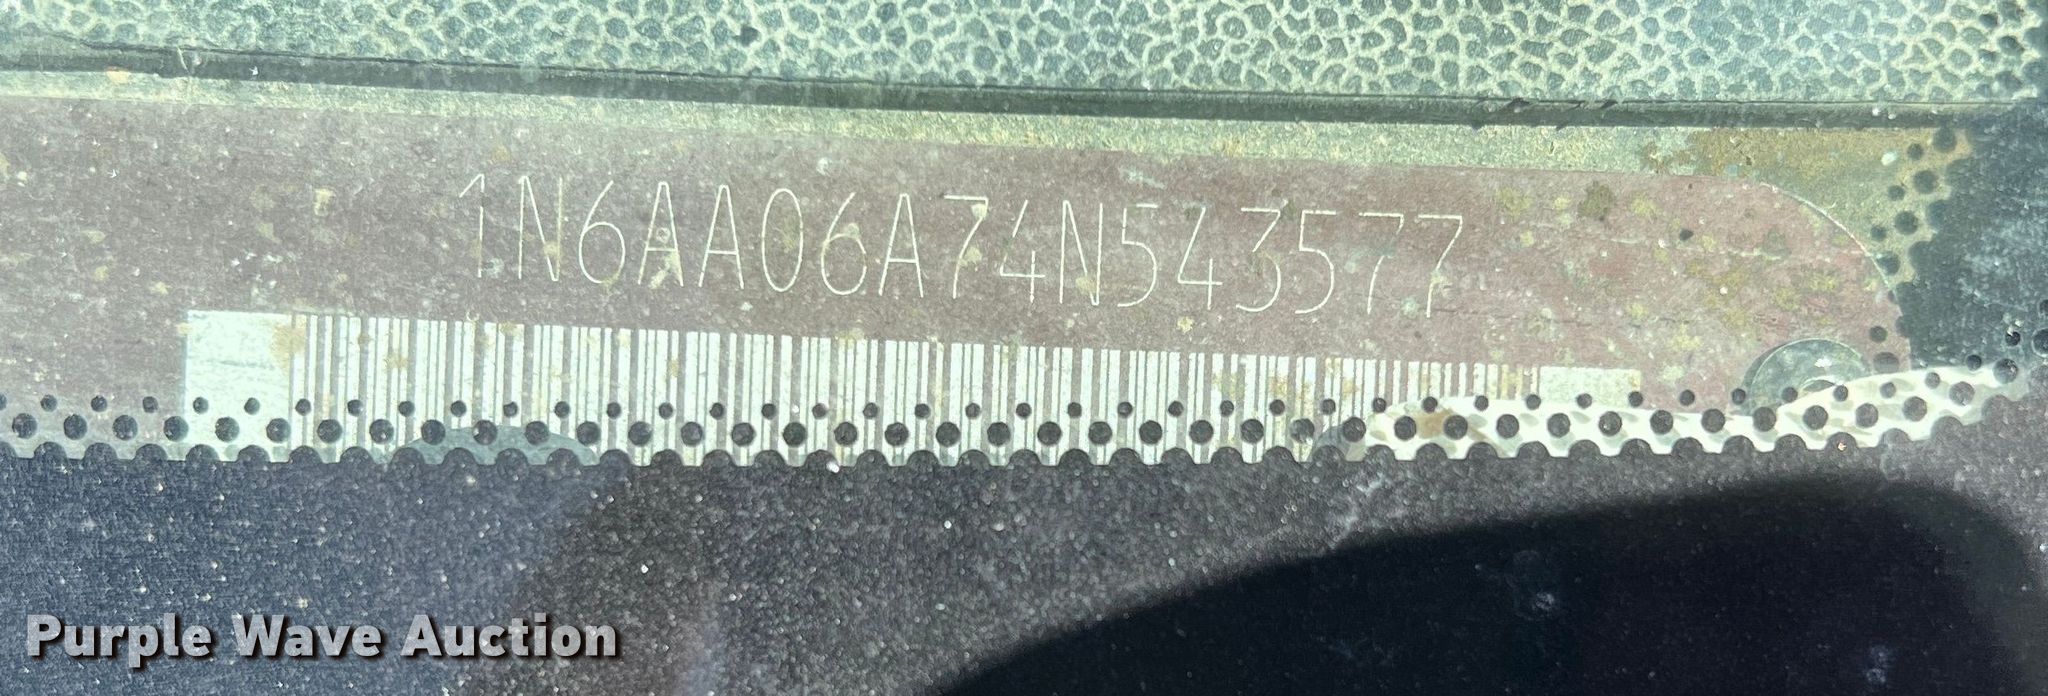 1N6AA06A74N543577
Purple Wave Auction